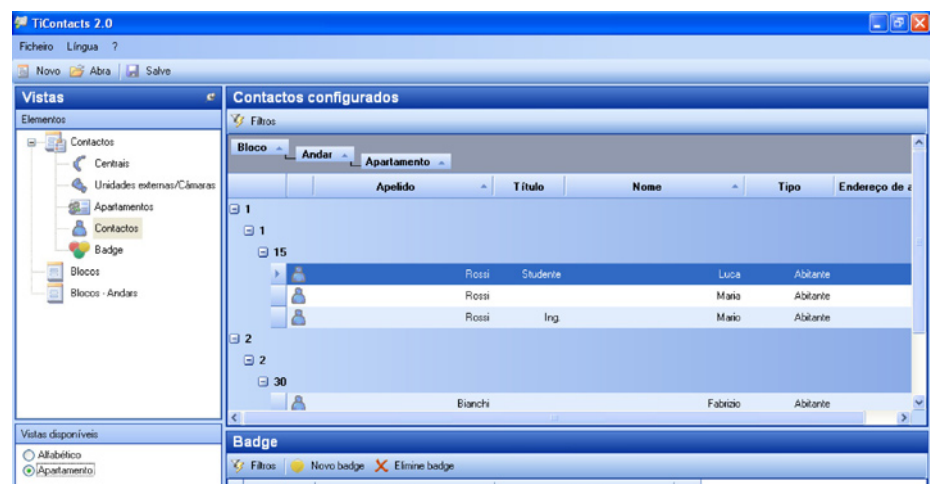 TiContacts 2.0
Ficheiro Língua ?
Novo Abra Salve
Vistas
Elementos
Contactos
Centrais
Unidades externas/Câmaras
Apartamentos
Contactos
Badge
Blocos
Blocos - Andars
Vistas disponíveis
Alfabético
Apartamento
Contactos configurados
Filtros
Bloco Andar Apartamento
Apelido Título Nome Tipo Endereço de a
1
1
15
Rossi Studente Luca Abitante
Rossi Maria Abitante
Rossi Ing. Mario Abitante
2
2
30
Bianchi Fabrizio Abitante
Badge
Filtros Novo badge Elimine badge